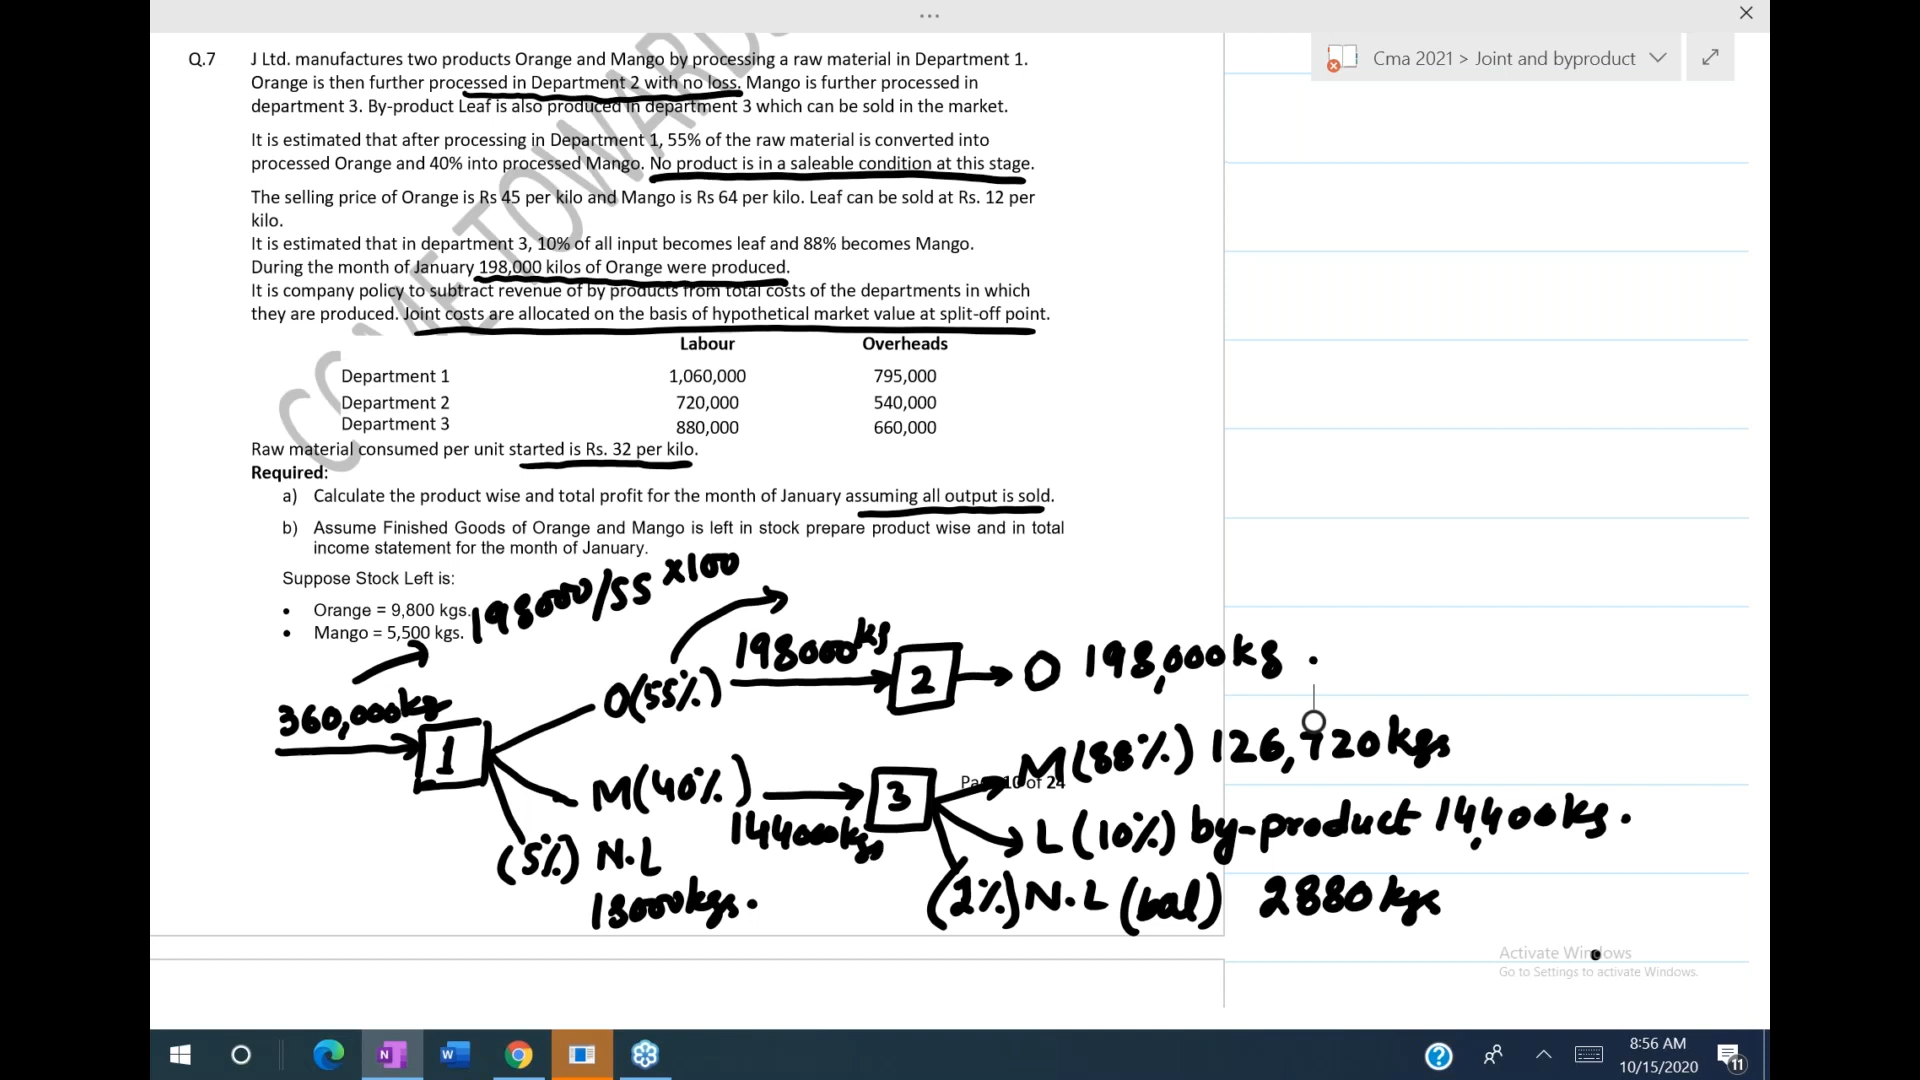 Q.7 J Ltd. manufactures two products Orange and Mango by processing a raw material in Department 1.
Orange is then further processed in Department 2 with no loss. Mango is further processed in
department 3. By-product Leaf is also produced in department 3 which can be sold in the market.
It is estimated that after processing in Department 1, 55% of the raw material is converted into
processed Orange and 40% into processed Mango. No product is in a saleable condition at this stage.
The selling price of Orange is Rs 45 per kilo and Mango is Rs 64 per kilo. Leaf can be sold at Rs. 12 per
kilo.
It is estimated that in department 3, 10% of all input becomes leaf and 88% becomes Mango.
During the month of January 198,000 kilos of Orange were produced.
It is company policy to subtract revenue of by products from total costs of the departments in which
they are produced. Joint costs are allocated on the basis of hypothetical market value at split-off point.
Labour Overheads
Department 1 1,060,000 795,000
Department 2 720,000 540,000
Department 3 880,000 660,000
Raw material consumed per unit started is Rs. 32 per kilo.
Required:
a) Calculate the product wise and total profit for the month of January assuming all output is sold.
b) Assume Finished Goods of Orange and Mango is left in stock prepare product wise and in total
income statement for the month of January.
Suppose Stock Left is:
• Orange = 9,800 kgs.
• Mango = 5,500 kgs.
198000/55 x100
360,000kg
1
O(55%)
198000kg
2
O 198,000kg.
M(40%)
144000kgs
3
M(88%) 126,720kgs
Page 10 of 24
L (10%) by-product 14,400kgs.
(5%) N.L
18000kgs.
(2%) N.L (bal) 2880kgs
Cma 2021 > Joint and byproduct
Activate Windows
Go to Settings to activate Windows.
8:56 AM
10/15/2020
11